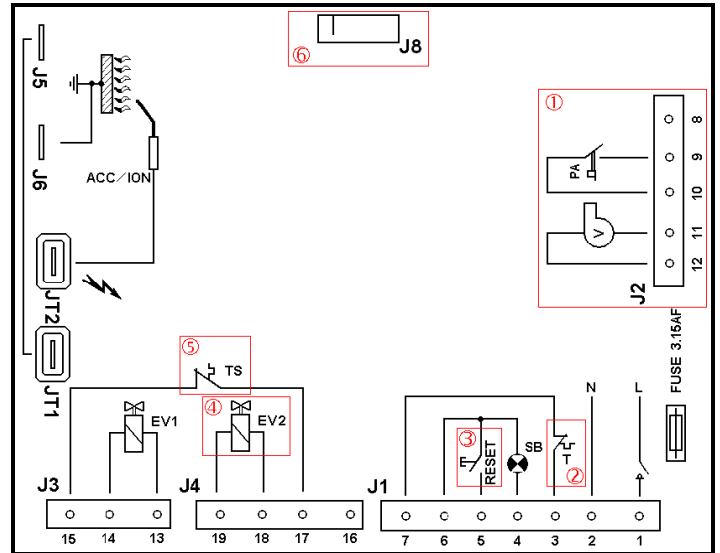 ⑥
J8
J5
J6
ACC/ION
JT2
JT1
①
8
9
PA
10
V
11
12
J2
FUSE 3.15AF
⑤
TS
④
EV1
EV2
③
RESET
SB
②
T
N
L
J3
15
14
13
J4
19
18
17
16
J1
7
6
5
4
3
2
1